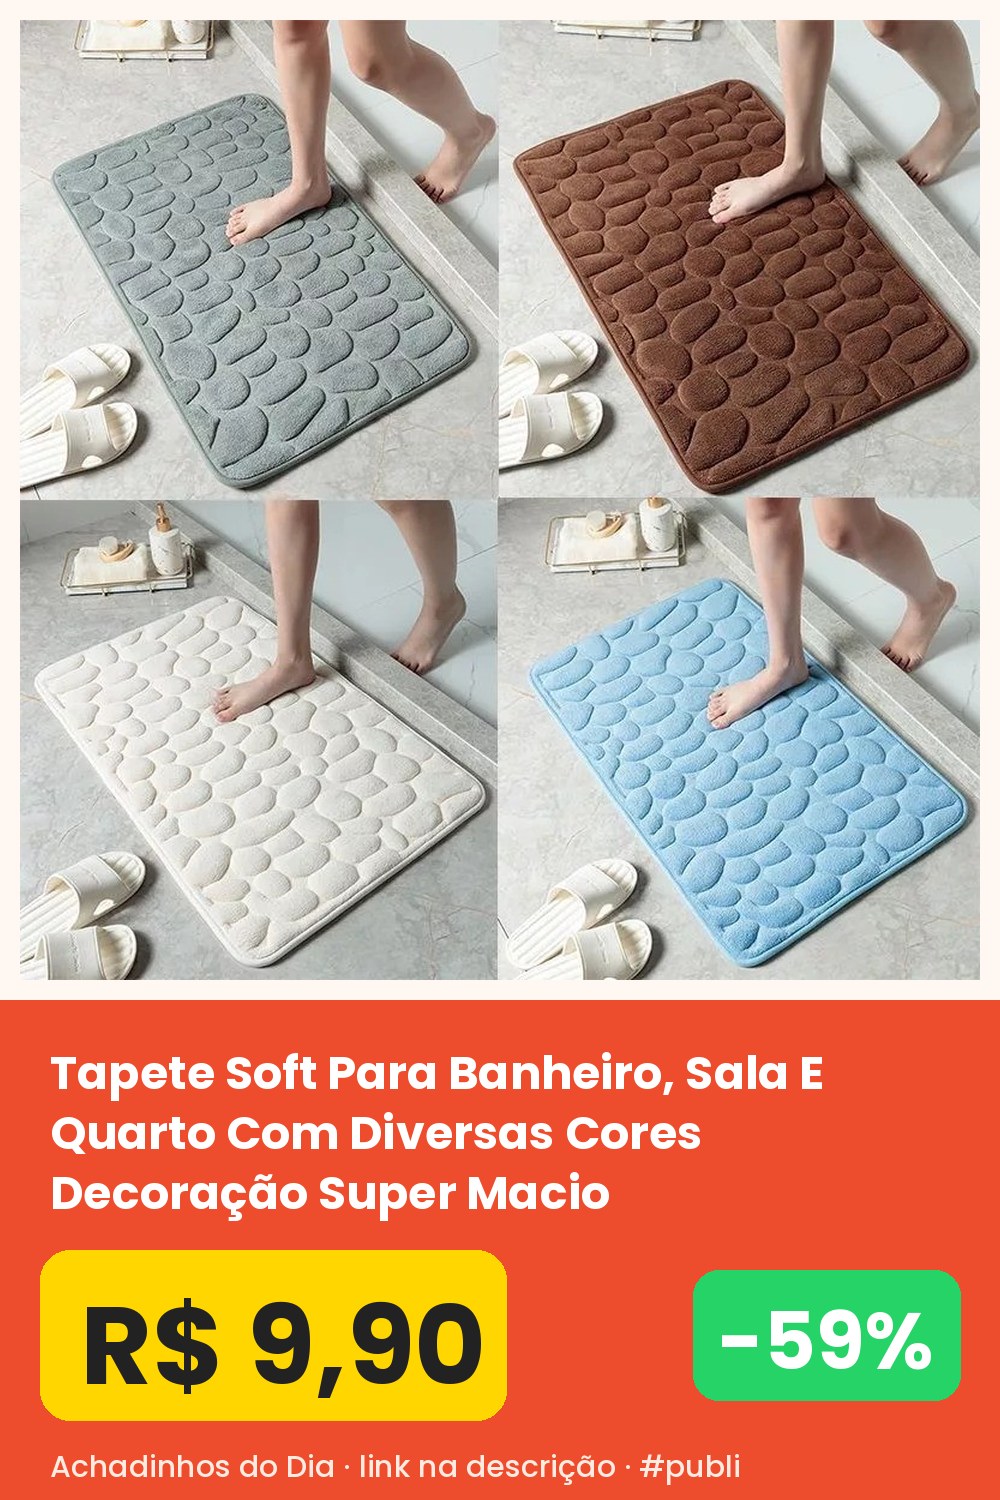 Tapete Soft Para Banheiro, Sala E
Quarto Com Diversas Cores
Decoração Super Macio
R$ 9,90
-59%
Achadinhos do Dia · link na descrição · #publi